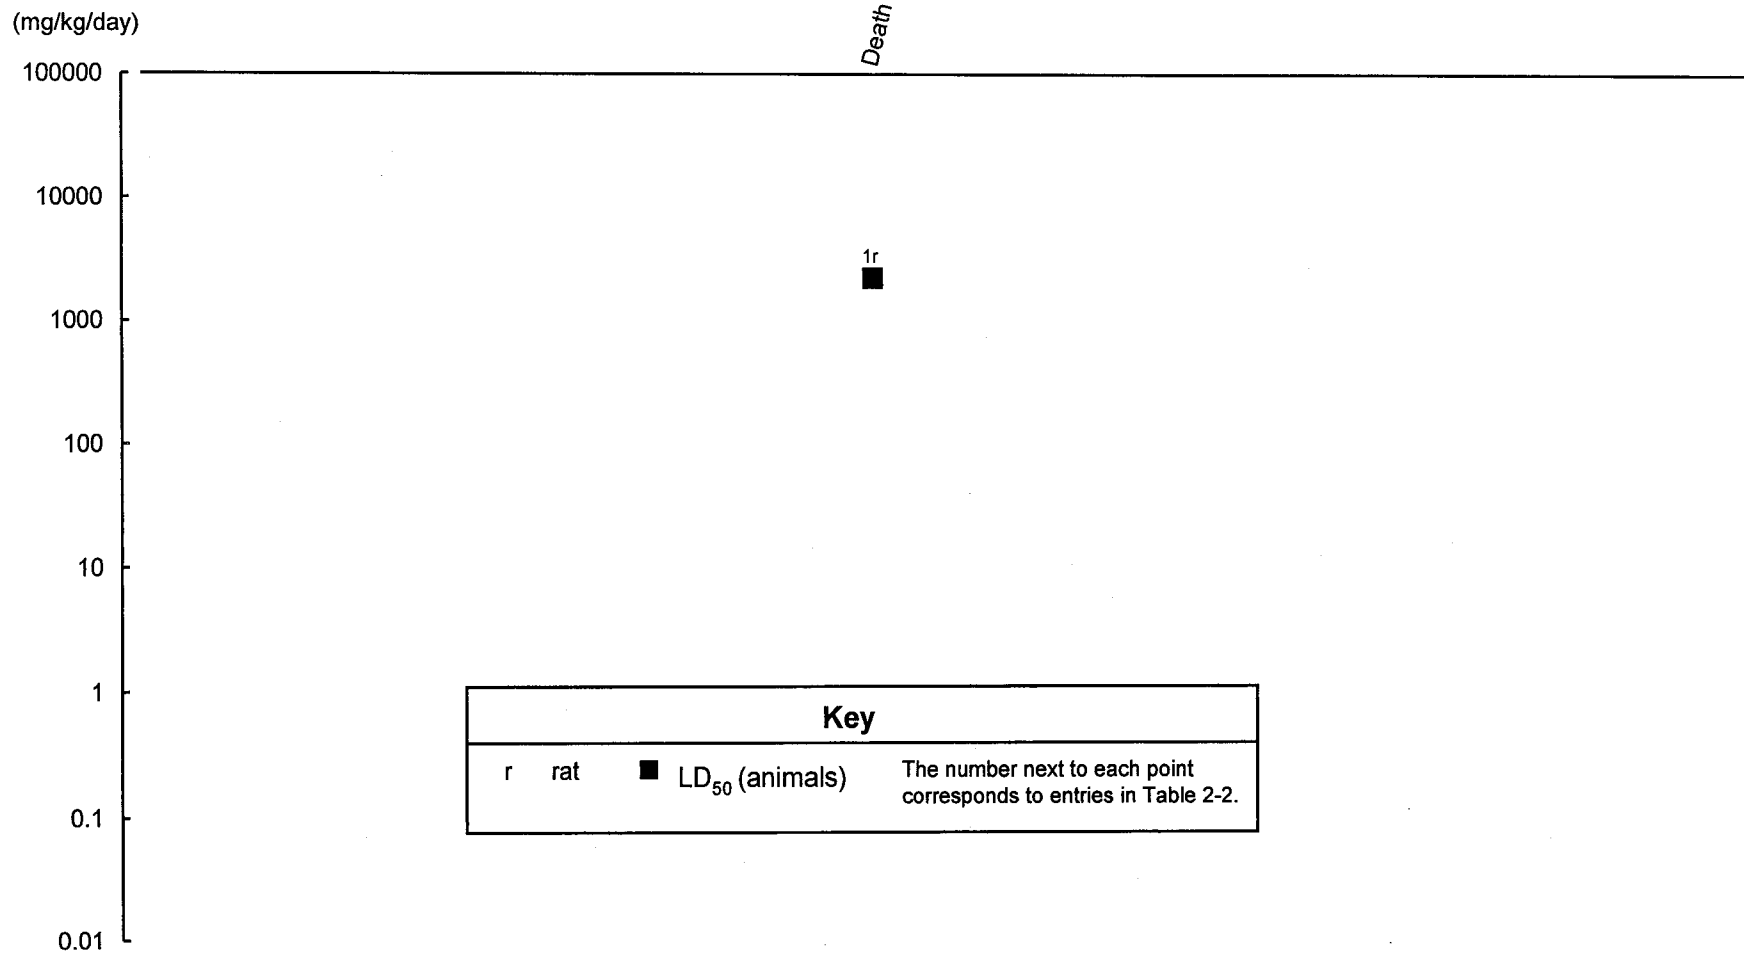 (mg/kg/day)
Death
100000
10000
1r
1000
100
10
1
Key
r rat ■ LD50 (animals) The number next to each point
corresponds to entries in Table 2-2.
0.1
0.01